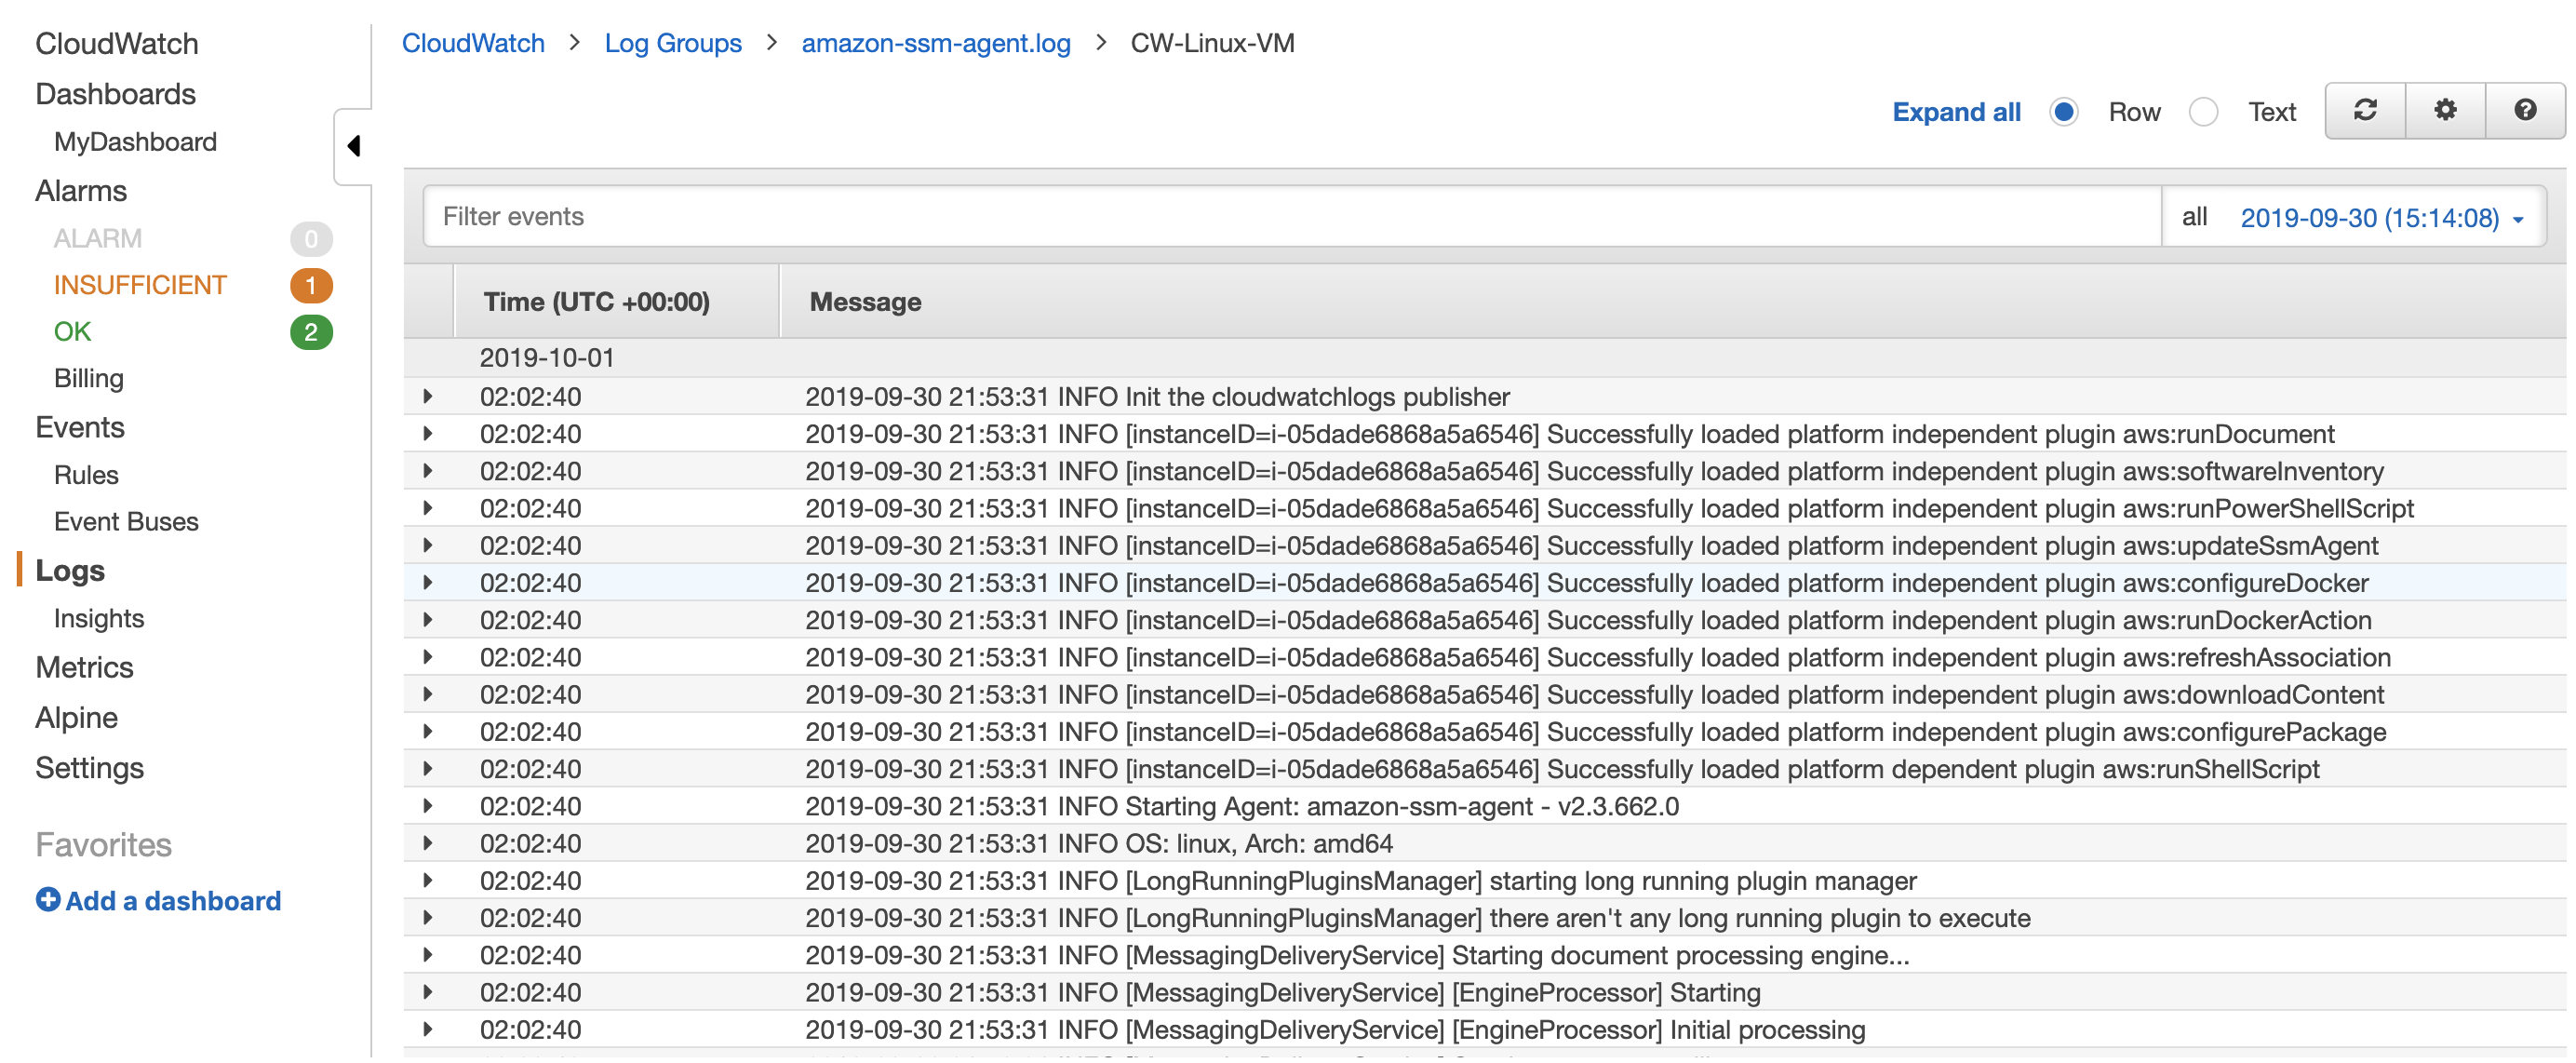 CloudWatch
Dashboards
MyDashboard
Alarms
ALARM 0
INSUFFICIENT 1
OK 2
Billing
Events
Rules
Event Buses
Logs
Insights
Metrics
Alpine
Settings
Favorites
Add a dashboard
CloudWatch > Log Groups > amazon-ssm-agent.log > CW-Linux-VM
Expand all Row Text
Filter events all 2019-09-30 (15:14:08)
Time (UTC +00:00) Message
2019-10-01
02:02:40 2019-09-30 21:53:31 INFO Init the cloudwatchlogs publisher
02:02:40 2019-09-30 21:53:31 INFO [instanceID=i-05dade6868a5a6546] Successfully loaded platform independent plugin aws:runDocument
02:02:40 2019-09-30 21:53:31 INFO [instanceID=i-05dade6868a5a6546] Successfully loaded platform independent plugin aws:softwareInventory
02:02:40 2019-09-30 21:53:31 INFO [instanceID=i-05dade6868a5a6546] Successfully loaded platform independent plugin aws:runPowerShellScript
02:02:40 2019-09-30 21:53:31 INFO [instanceID=i-05dade6868a5a6546] Successfully loaded platform independent plugin aws:updateSsmAgent
02:02:40 2019-09-30 21:53:31 INFO [instanceID=i-05dade6868a5a6546] Successfully loaded platform independent plugin aws:configureDocker
02:02:40 2019-09-30 21:53:31 INFO [instanceID=i-05dade6868a5a6546] Successfully loaded platform independent plugin aws:runDockerAction
02:02:40 2019-09-30 21:53:31 INFO [instanceID=i-05dade6868a5a6546] Successfully loaded platform independent plugin aws:refreshAssociation
02:02:40 2019-09-30 21:53:31 INFO [instanceID=i-05dade6868a5a6546] Successfully loaded platform independent plugin aws:downloadContent
02:02:40 2019-09-30 21:53:31 INFO [instanceID=i-05dade6868a5a6546] Successfully loaded platform independent plugin aws:configurePackage
02:02:40 2019-09-30 21:53:31 INFO [instanceID=i-05dade6868a5a6546] Successfully loaded platform dependent plugin aws:runShellScript
02:02:40 2019-09-30 21:53:31 INFO Starting Agent: amazon-ssm-agent - v2.3.662.0
02:02:40 2019-09-30 21:53:31 INFO OS: linux, Arch: amd64
02:02:40 2019-09-30 21:53:31 INFO [LongRunningPluginsManager] starting long running plugin manager
02:02:40 2019-09-30 21:53:31 INFO [LongRunningPluginsManager] there aren't any long running plugin to execute
02:02:40 2019-09-30 21:53:31 INFO [MessagingDeliveryService] Starting document processing engine...
02:02:40 2019-09-30 21:53:31 INFO [MessagingDeliveryService] [EngineProcessor] Starting
02:02:40 2019-09-30 21:53:31 INFO [MessagingDeliveryService] [EngineProcessor] Initial processing